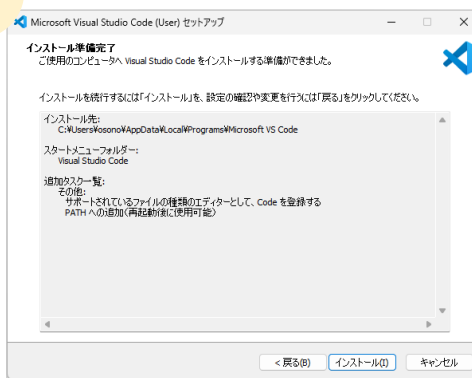 Microsoft Visual Studio Code (User) セットアップ
インストール準備完了
ご使用のコンピュータへ Visual Studio Code をインストールする準備ができました。
インストールを続行するには「インストール」を、設定の確認や変更を行うには「戻る」をクリックしてください。
インストール先:
C:¥Users¥osono¥AppData¥Local¥Programs¥Microsoft VS Code
スタートメニューフォルダー:
Visual Studio Code
追加タスク一覧:
その他:
サポートされているファイルの種類のエディターとして、Code を登録する
PATH への追加(再起動後に使用可能)
< 戻る(B)
インストール(I)
キャンセル